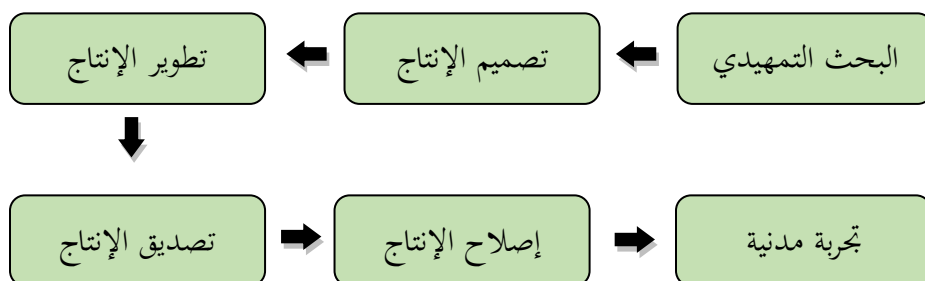 البحث التمهيدي
تصميم الإنتاج
تطوير الإنتاج
تصديق الإنتاج
إصلاح الإنتاج
تجربة مدنية